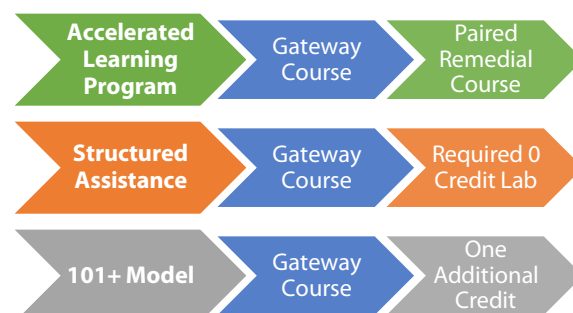 Accelerated
Learning
Program
Gateway
Course
Paired
Remedial
Course
Structured
Assistance
Gateway
Course
Required 0
Credit Lab
101+ Model
Gateway
Course
One
Additional
Credit